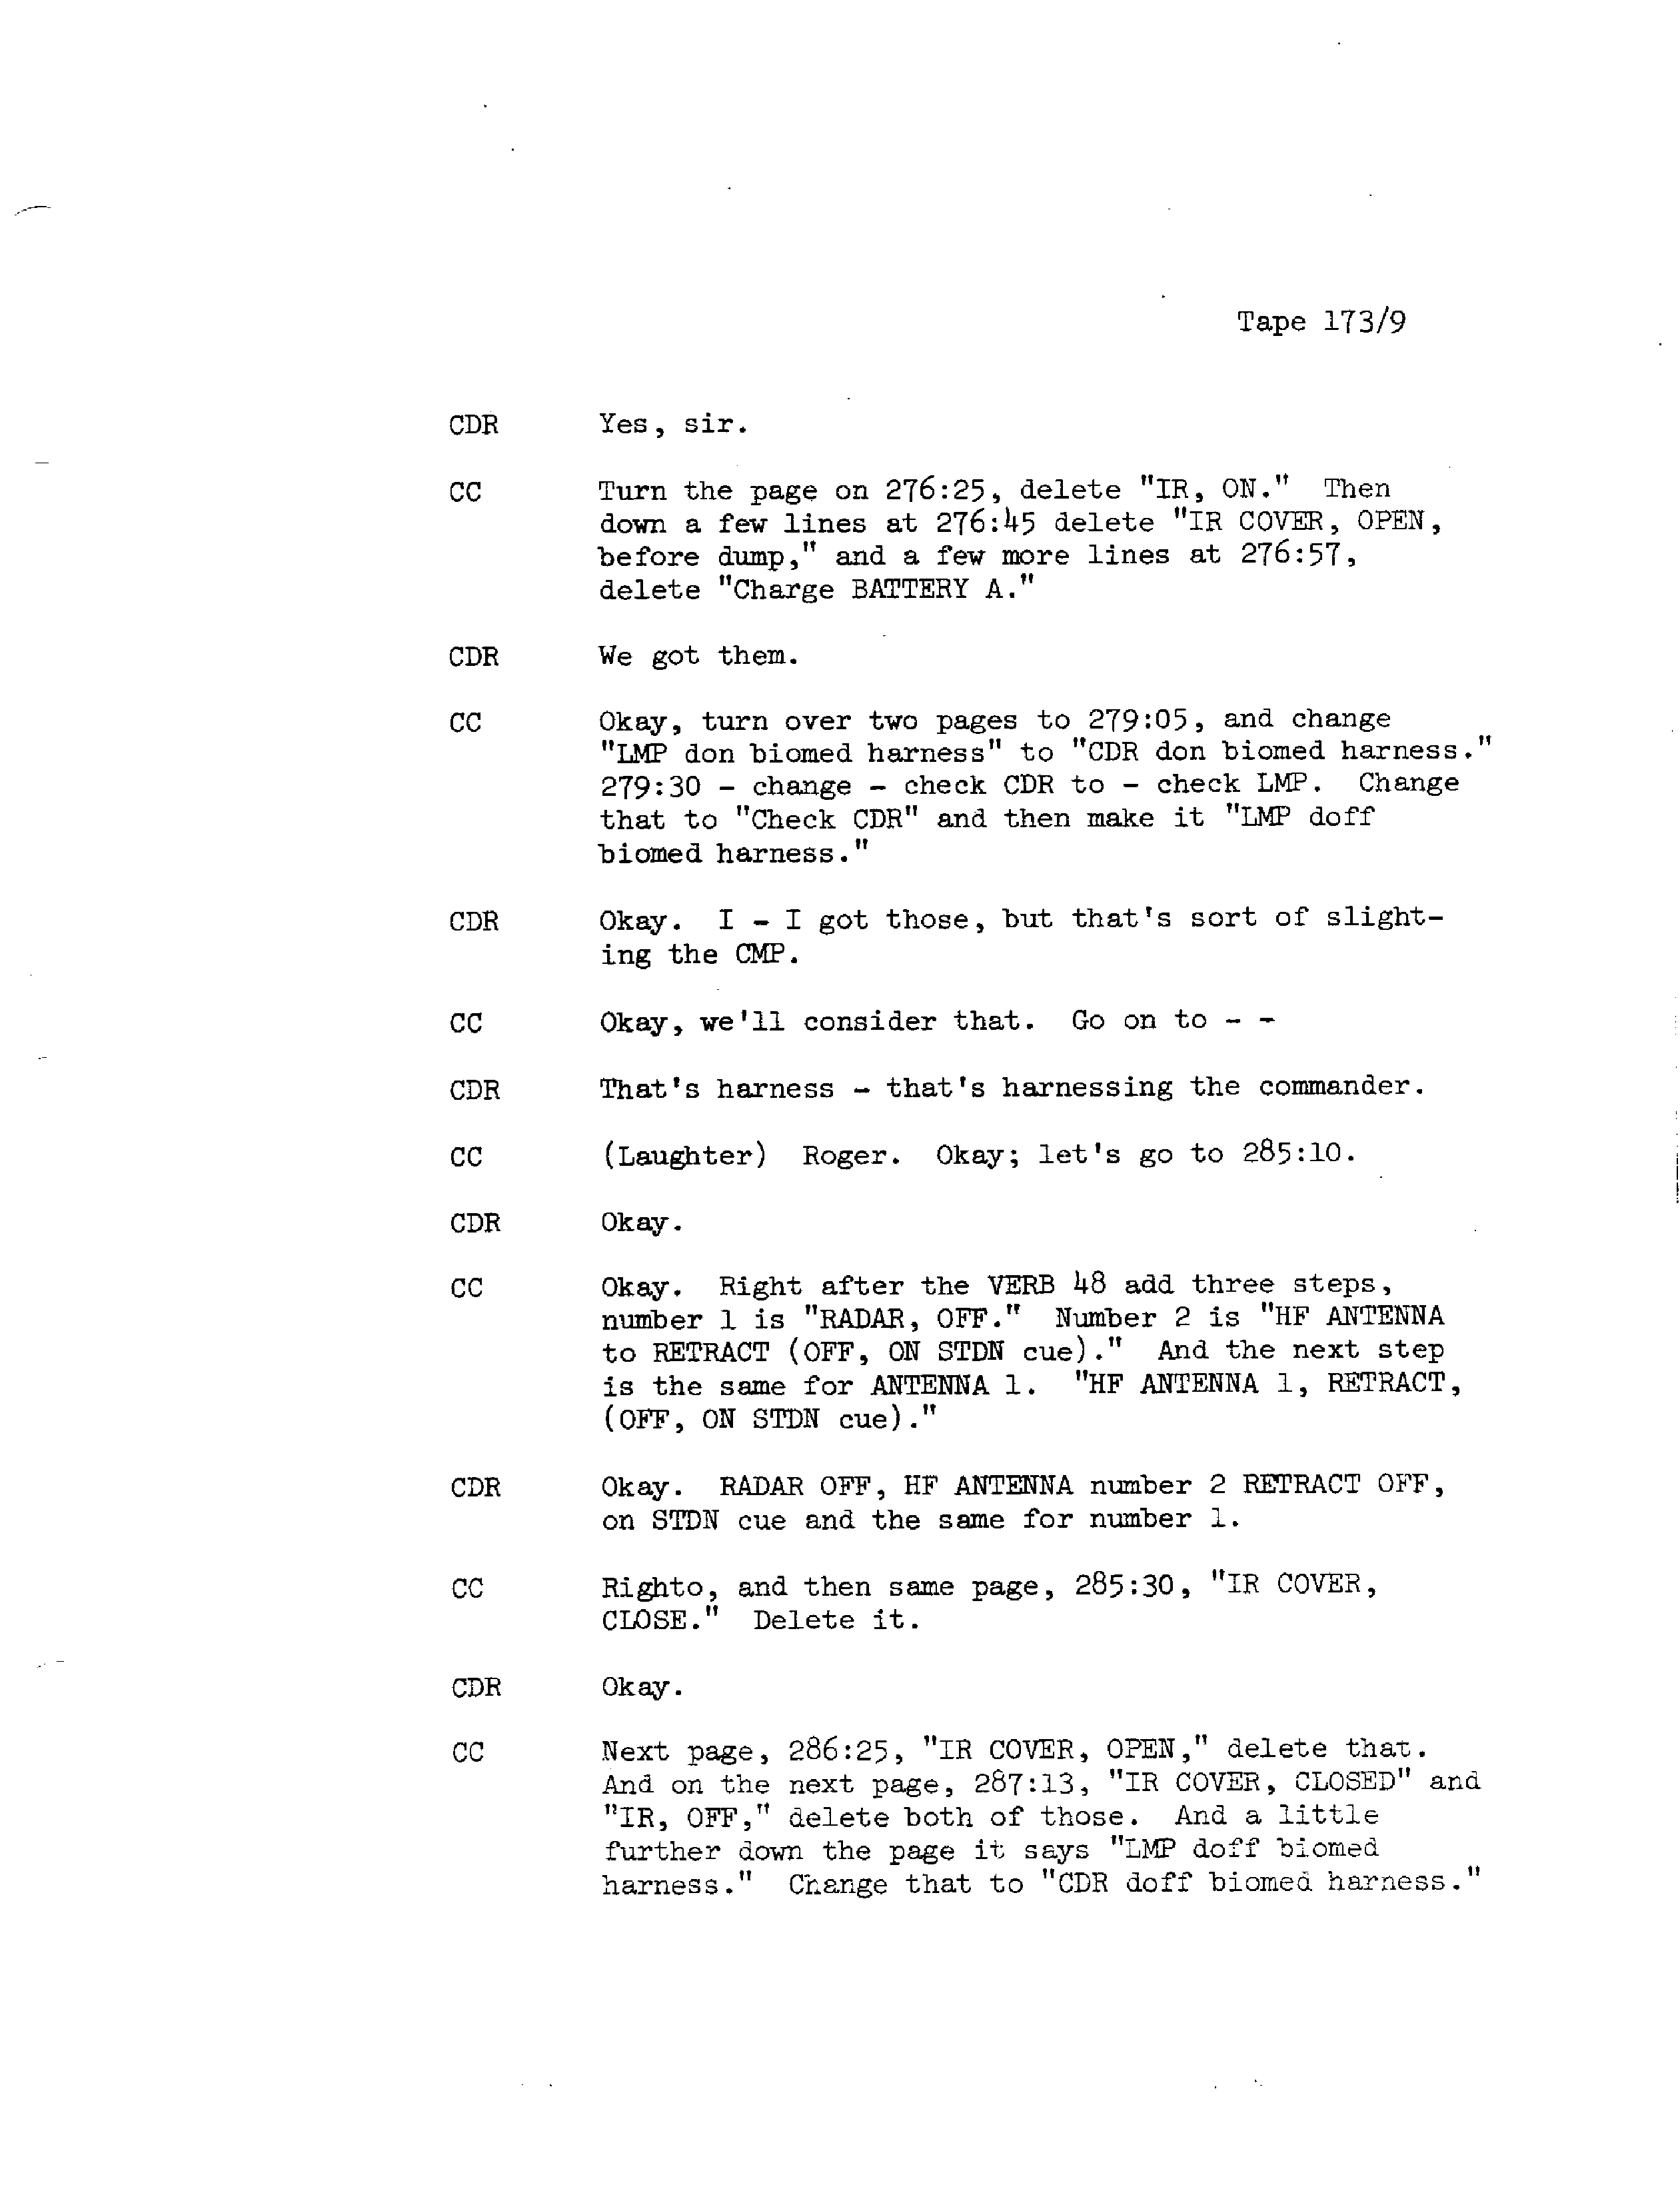 Tape 173/9
CDR Yes, sir.
CC Turn the page on 276:25, delete "IR, ON." Then
down a few lines at 276:45 delete "IR COVER, OPEN,
before dump," and a few more lines at 276:57,
delete "Charge BATTERY A."
CDR We got them.
CC Okay, turn over two pages to 279:05, and change
"LMP don biomed harness" to "CDR don biomed harness."
279:30 - change - check CDR to - check LMP. Change
that to "Check CDR" and then make it "LMP doff
biomed harness."
CDR Okay. I - I got those, but that's sort of slight-
ing the CMP.
CC Okay, we'll consider that. Go on to - -
CDR That's harness - that's harnessing the commander.
CC (Laughter) Roger. Okay; let's go to 285:10.
CDR Okay.
CC Okay. Right after the VERB 48 add three steps,
number 1 is "RADAR, OFF." Number 2 is "HF ANTENNA
to RETRACT (OFF, ON STDN cue)." And the next step
is the same for ANTENNA 1. "HF ANTENNA 1, RETRACT,
(OFF, ON STDN cue)."
CDR Okay. RADAR OFF, HF ANTENNA number 2 RETRACT OFF,
on STDN cue and the same for number 1.
CC Righto, and then same page, 285:30, "IR COVER,
CLOSE." Delete it.
CDR Okay.
CC Next page, 286:25, "IR COVER, OPEN," delete that.
And on the next page, 287:13, "IR COVER, CLOSED" and
"IR, OFF," delete both of those. And a little
further down the page it says "LMP doff biomed
harness." Change that to "CDR doff biomed harness."